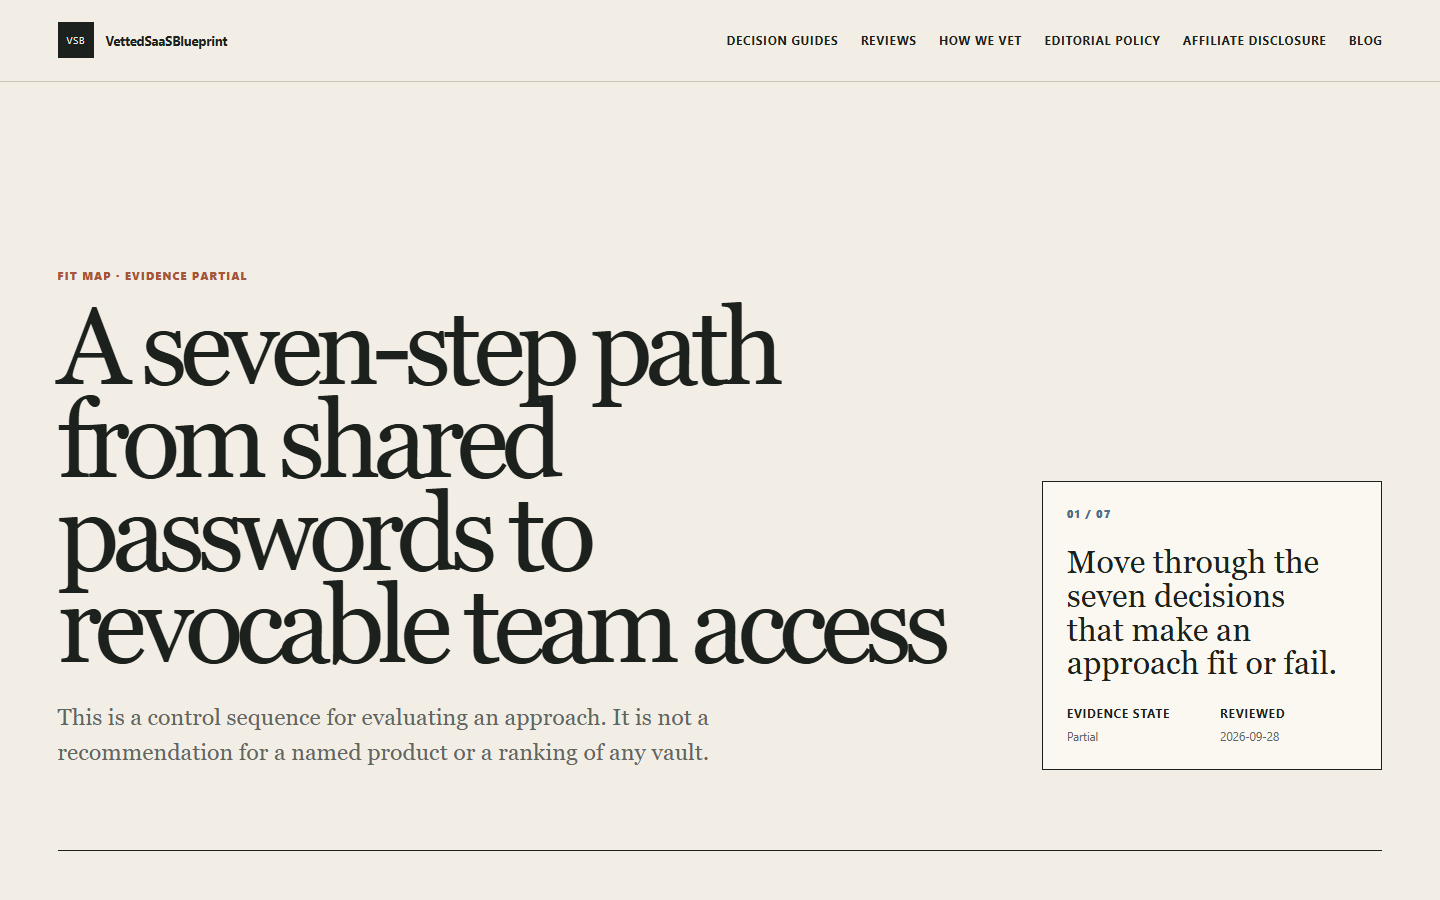 VSB
VettedSaaSBlueprint
DECISION GUIDES
REVIEWS
HOW WE VET
EDITORIAL POLICY
AFFILIATE DISCLOSURE
BLOG
FIT MAP · EVIDENCE PARTIAL
A seven-step path
from shared
passwords to
revocable team access
This is a control sequence for evaluating an approach. It is not a
recommendation for a named product or a ranking of any vault.
01 / 07
Move through the
seven decisions
that make an
approach fit or fail.
EVIDENCE STATE
Partial
REVIEWED
2026-09-28